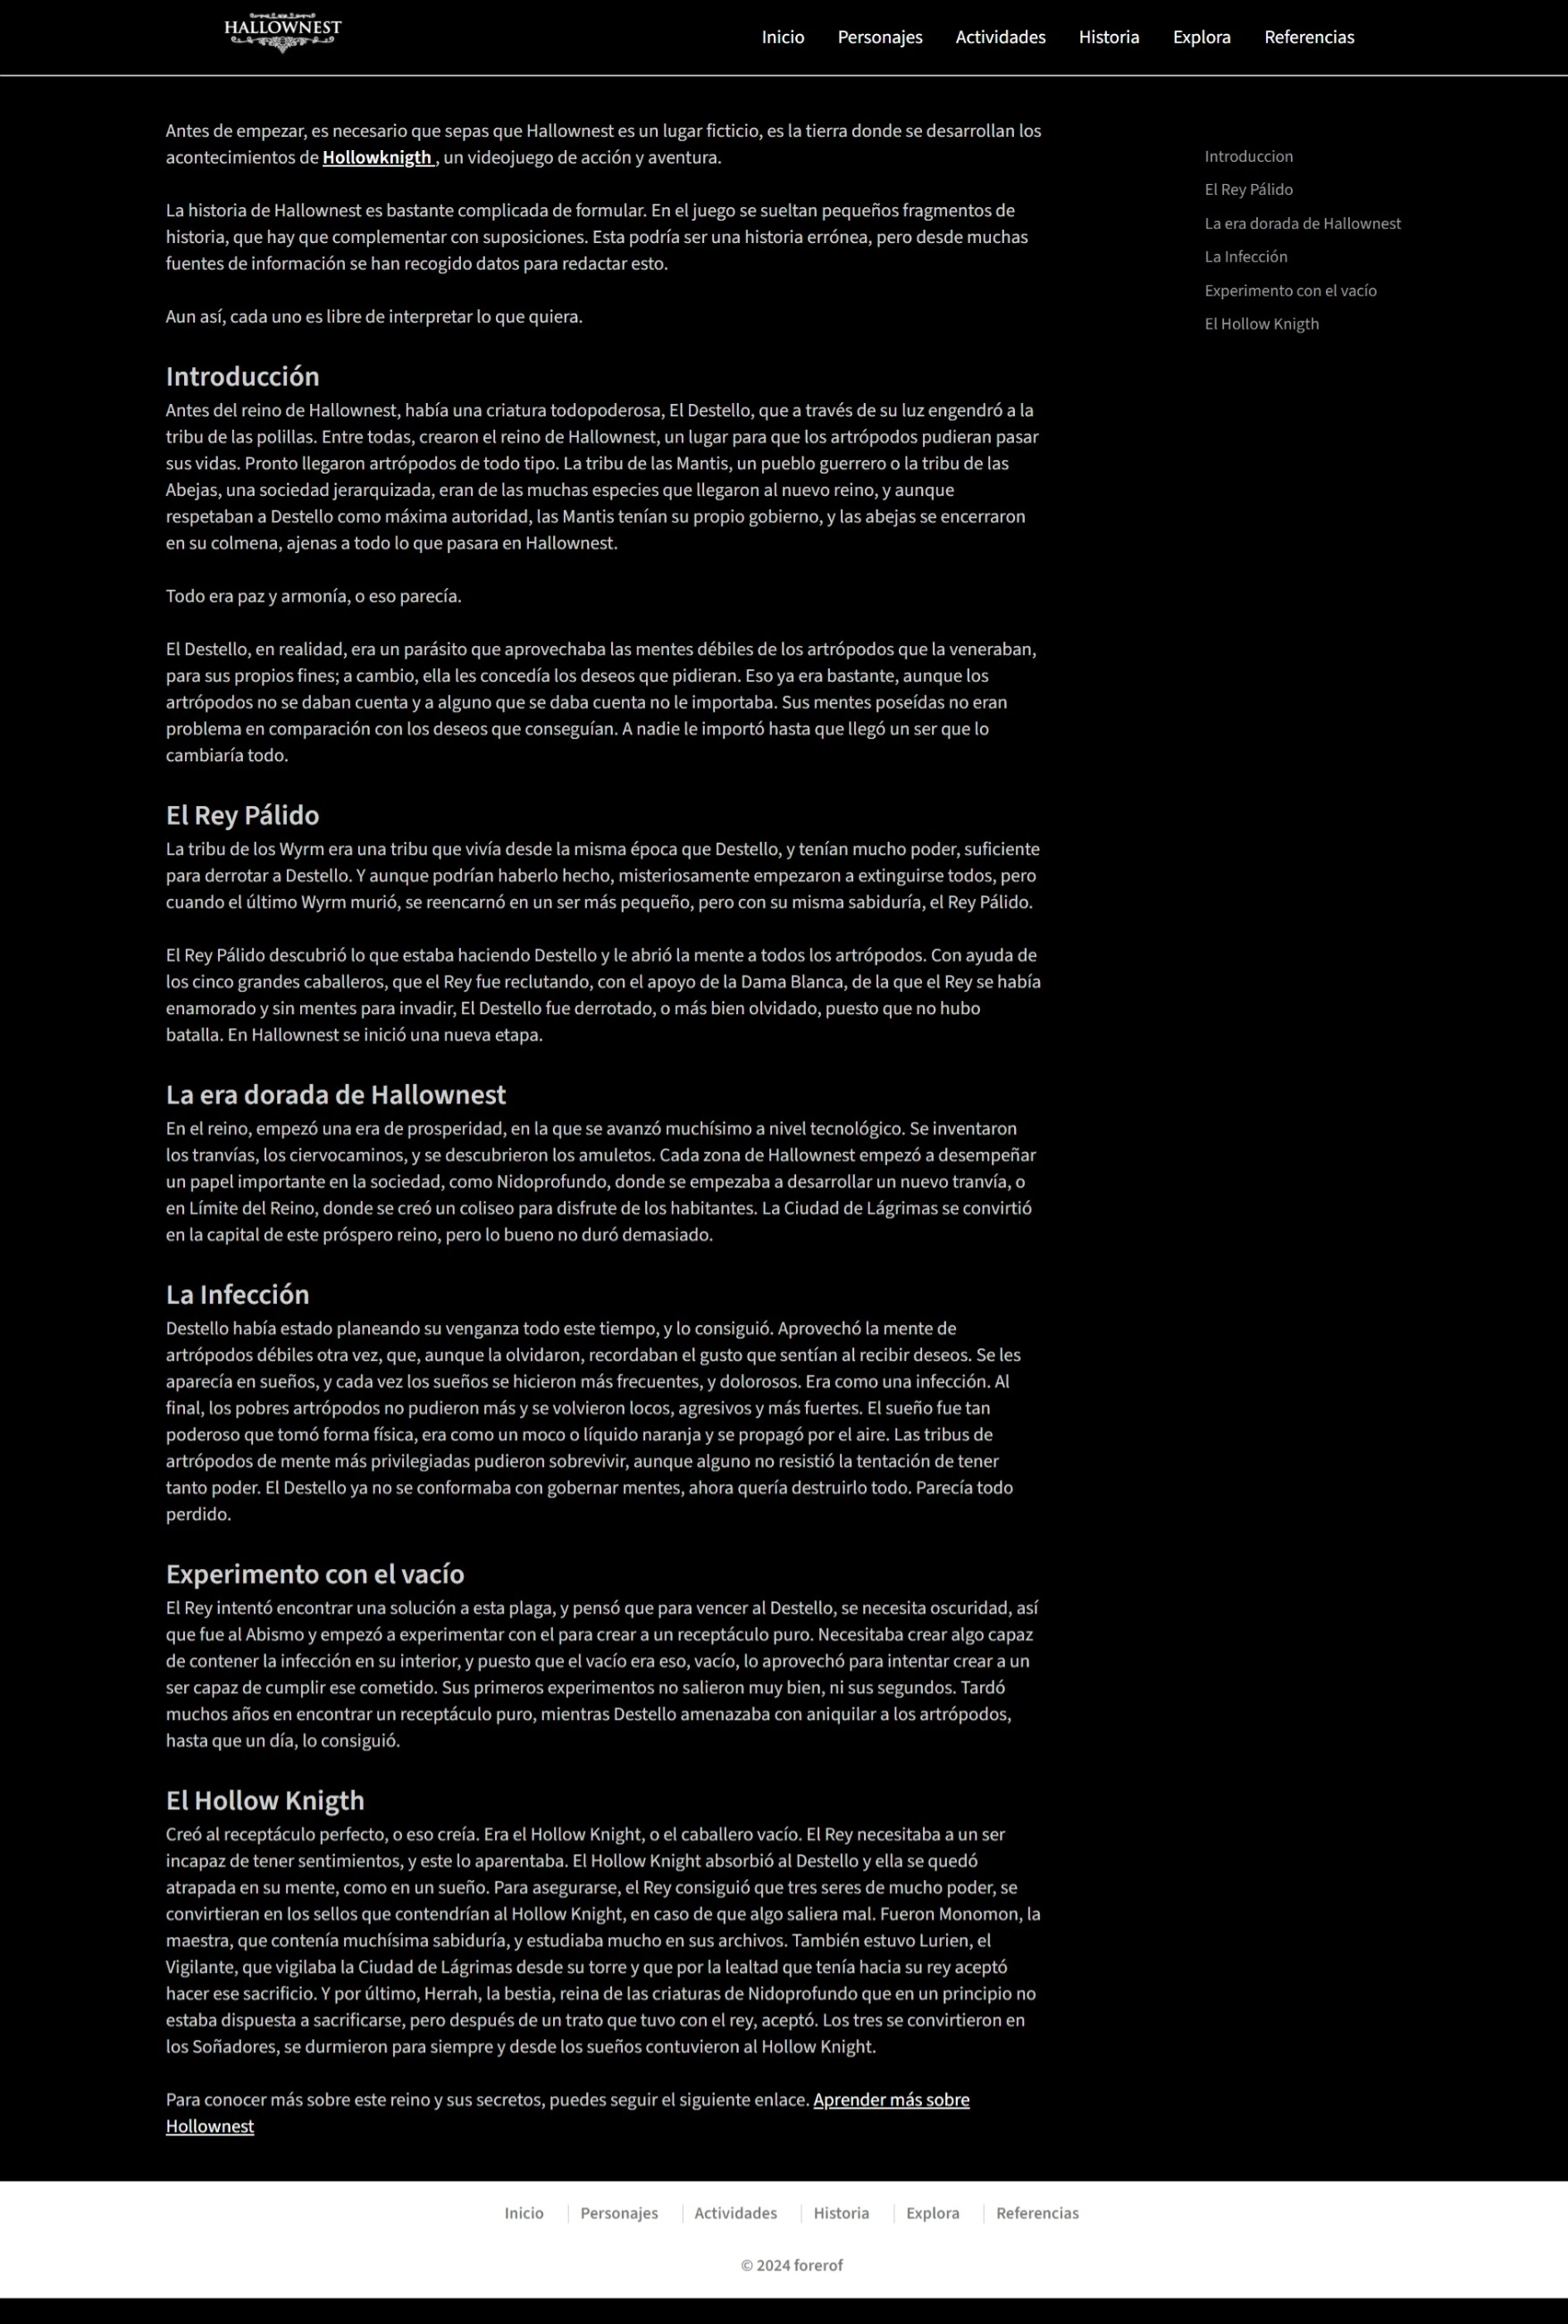 HALLOWNEST
Inicio
Personajes
Actividades
Historia
Explora
Referencias
Antes de empezar, es necesario que sepas que Hallownest es un lugar ficticio, es la tierra donde se desarrollan los
acontecimientos de Hollowknigth , un videojuego de acción y aventura.
La historia de Hallownest es bastante complicada de formular. En el juego se sueltan pequeños fragmentos de
historia, que hay que complementar con suposiciones. Esta podría ser una historia errónea, pero desde muchas
fuentes de información se han recogido datos para redactar esto.
Aun así, cada uno es libre de interpretar lo que quiera.
Introducción
Antes del reino de Hallownest, había una criatura todopoderosa, El Destello, que a través de su luz engendró a la
tribu de las polillas. Entre todas, crearon el reino de Hallownest, un lugar para que los artrópodos pudieran pasar
sus vidas. Pronto llegaron artrópodos de todo tipo. La tribu de las Mantis, un pueblo guerrero o la tribu de las
Abejas, una sociedad jerarquizada, eran de las muchas especies que llegaron al nuevo reino, y aunque
respetaban a Destello como máxima autoridad, las Mantis tenían su propio gobierno, y las abejas se encerraron
en su colmena, ajenas a todo lo que pasara en Hallownest.
Todo era paz y armonía, o eso parecía.
El Destello, en realidad, era un parásito que aprovechaba las mentes débiles de los artrópodos que la veneraban,
para sus propios fines; a cambio, ella les concedía los deseos que pidieran. Eso ya era bastante, aunque los
artrópodos no se daban cuenta y a alguno que se daba cuenta no le importaba. Sus mentes poseídas no eran
problema en comparación con los deseos que conseguían. A nadie le importó hasta que llegó un ser que lo
cambiaría todo.
El Rey Pálido
La tribu de los Wyrm era una tribu que vivía desde la misma época que Destello, y tenían mucho poder, suficiente
para derrotar a Destello. Y aunque podrían haberlo hecho, misteriosamente empezaron a extinguirse todos, pero
cuando el último Wyrm murió, se reencarnó en un ser más pequeño, pero con su misma sabiduría, el Rey Pálido.
El Rey Pálido descubrió lo que estaba haciendo Destello y le abrió la mente a todos los artrópodos. Con ayuda de
los cinco grandes caballeros, que el Rey fue reclutando, con el apoyo de la Dama Blanca, de la que el Rey se había
enamorado y sin mentes para invadir, El Destello fue derrotado, o más bien olvidado, puesto que no hubo
batalla. En Hallownest se inició una nueva etapa.
La era dorada de Hallownest
En el reino, empezó una era de prosperidad, en la que se avanzó muchísimo a nivel tecnológico. Se inventaron
los tranvías, los ciervocaminos, y se descubrieron los amuletos. Cada zona de Hallownest empezó a desempeñar
un papel importante en la sociedad, como Nidoprofundo, donde se empezaba a desarrollar un nuevo tranvía, o
en Límite del Reino, donde se creó un coliseo para disfrute de los habitantes. La Ciudad de Lágrimas se convirtió
en la capital de este próspero reino, pero lo bueno no duró demasiado.
La Infección
Destello había estado planeando su venganza todo este tiempo, y lo consiguió. Aprovechó la mente de
artrópodos débiles otra vez, que, aunque la olvidaron, recordaban el gusto que sentían al recibir deseos. Se les
aparecía en sueños, y cada vez los sueños se hicieron más frecuentes, y dolorosos. Era como una infección. Al
final, los pobres artrópodos no pudieron más y se volvieron locos, agresivos y más fuertes. El sueño fue tan
poderoso que tomó forma física, era como un moco o líquido naranja y se propagó por el aire. Las tribus de
artrópodos de mente más privilegiadas pudieron sobrevivir, aunque alguno no resistió la tentación de tener
tanto poder. El Destello ya no se conformaba con gobernar mentes, ahora quería destruirlo todo. Parecía todo
perdido.
Experimento con el vacío
El Rey intentó encontrar una solución a esta plaga, y pensó que para vencer al Destello, se necesita oscuridad, así
que fue al Abismo y empezó a experimentar con el para crear a un receptáculo puro. Necesitaba crear algo capaz
de contener la infección en su interior, y puesto que el vacío era eso, vacío, lo aprovechó para intentar crear a un
ser capaz de cumplir ese cometido. Sus primeros experimentos no salieron muy bien, ni sus segundos. Tardó
muchos años en encontrar un receptáculo puro, mientras Destello amenazaba con aniquilar a los artrópodos,
hasta que un día, lo consiguió.
El Hollow Knigth
Creó al receptáculo perfecto, o eso creía. Era el Hollow Knight, o el caballero vacío. El Rey necesitaba a un ser
incapaz de tener sentimientos, y este lo aparentaba. El Hollow Knight absorbió al Destello y ella se quedó
atrapada en su mente, como en un sueño. Para asegurarse, el Rey consiguió que tres seres de mucho poder, se
convirtieran en los sellos que contendrían al Hollow Knight, en caso de que algo saliera mal. Fueron Monomon, la
maestra, que contenía muchísima sabiduría, y estudiaba mucho en sus archivos. También estuvo Lurien, el
Vigilante, que vigilaba la Ciudad de Lágrimas desde su torre y que por la lealtad que tenía hacia su rey aceptó
hacer ese sacrificio. Y por último, Herrah, la bestia, reina de las criaturas de Nidoprofundo que en un principio no
estaba dispuesta a sacrificarse, pero después de un trato que tuvo con el rey, aceptó. Los tres se convirtieron en
los Soñadores, se durmieron para siempre y desde los sueños contuvieron al Hollow Knight.
Para conocer más sobre este reino y sus secretos, puedes seguir el siguiente enlace. Aprender más sobre
Hollownest
Introduccion
El Rey Pálido
La era dorada de Hallownest
La Infección
Experimento con el vacío
El Hollow Knigth
Inicio
Personajes
Actividades
Historia
Explora
Referencias
© 2024 forerof